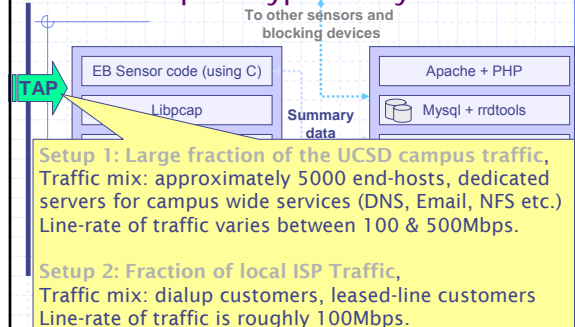 To other sensors and
blocking devices
TAP
EB Sensor code (using C)
Libpcap
Summary
data
Apache + PHP
Mysql + rrdtools
Setup 1: Large fraction of the UCSD campus traffic,
Traffic mix: approximately 5000 end-hosts, dedicated
servers for campus wide services (DNS, Email, NFS etc.)
Line-rate of traffic varies between 100 & 500Mbps.
Setup 2: Fraction of local ISP Traffic,
Traffic mix: dialup customers, leased-line customers
Line-rate of traffic is roughly 100Mbps.